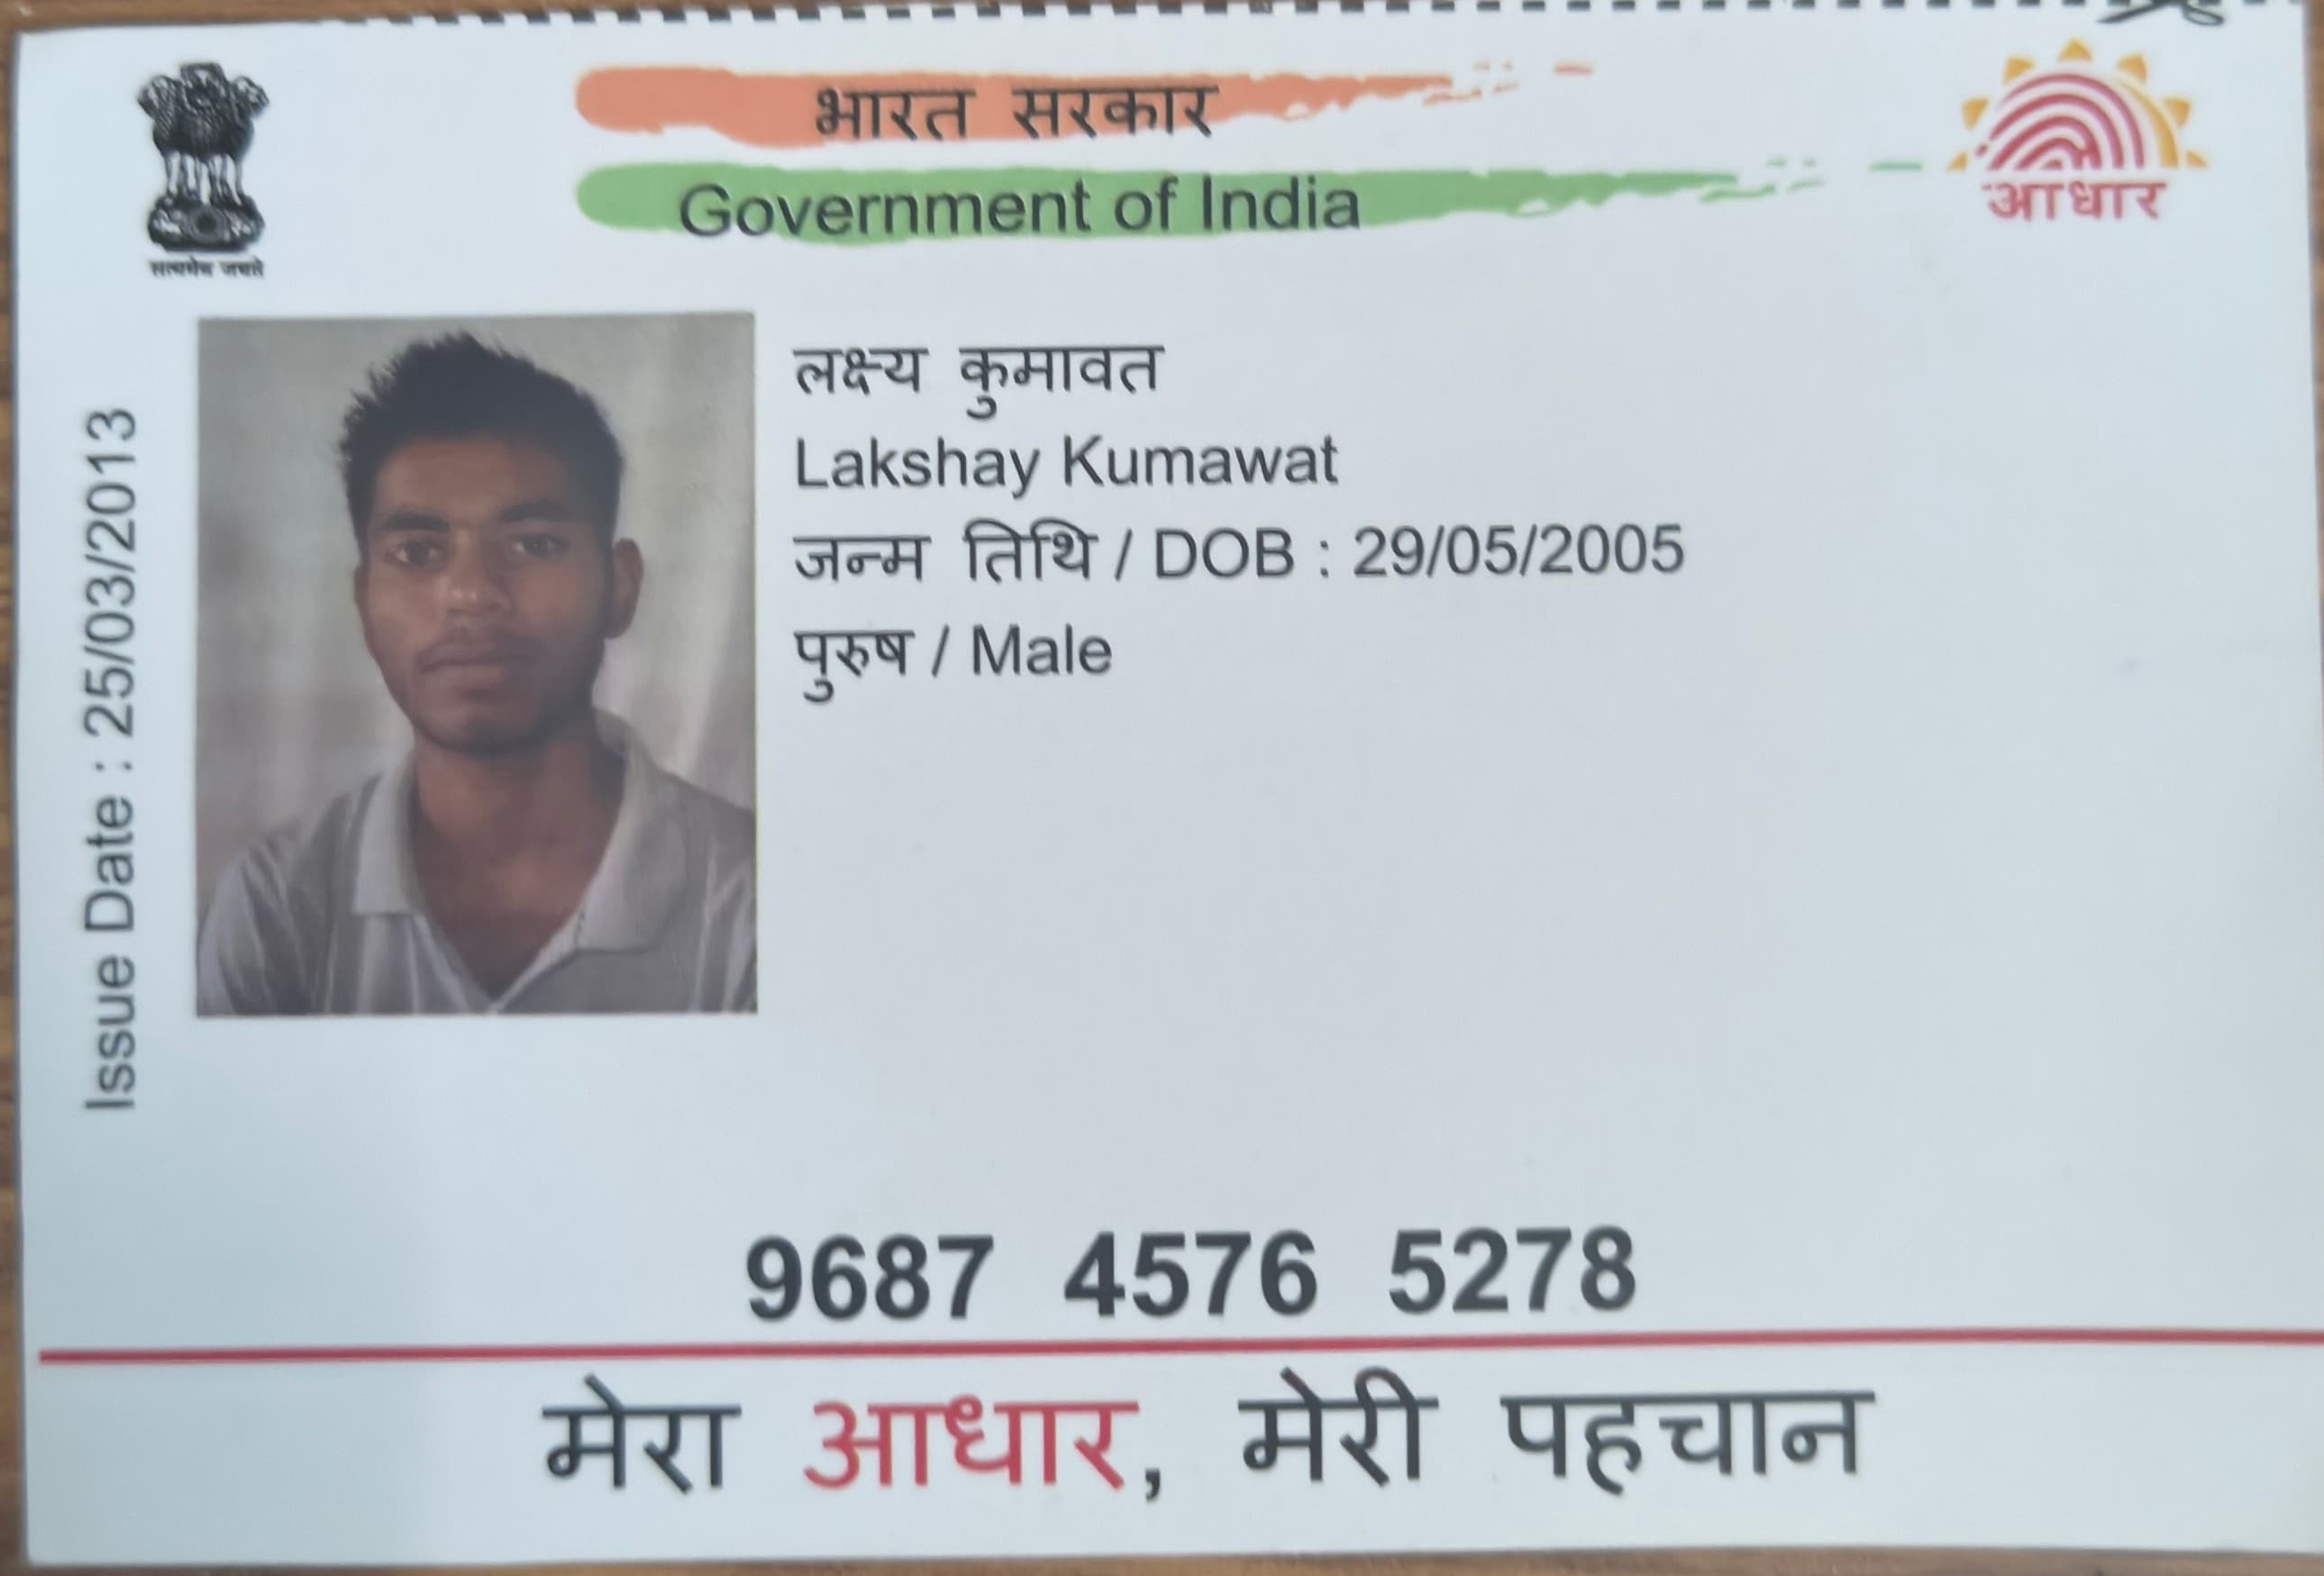 भारत सरकार
Government of India
आधार
सत्यमेव जयते
Issue Date : 25/03/2013
लक्ष्य कुमावत
Lakshay Kumawat
जन्म तिथि / DOB : 29/05/2005
पुरुष / Male
9687 4576 5278
मेरा आधार, मेरी पहचान